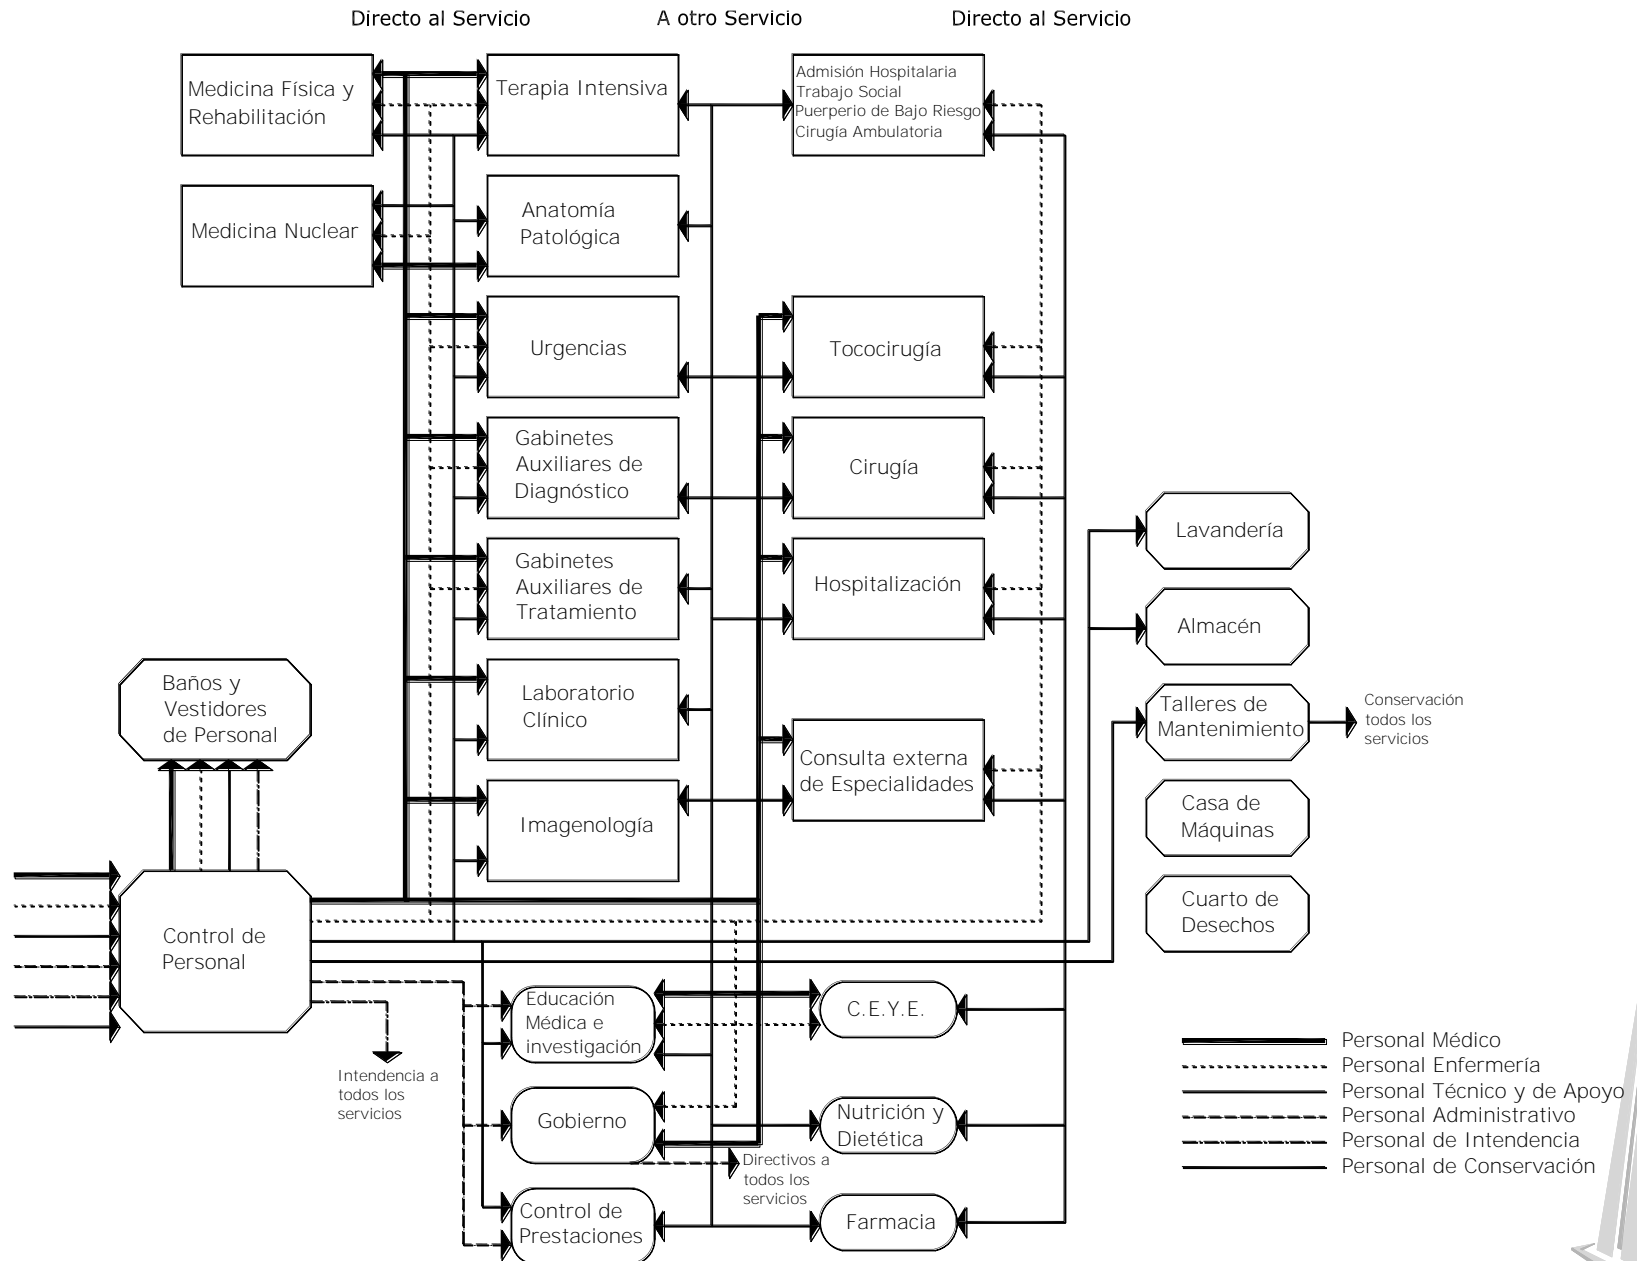 Directo al Servicio
A otro Servicio
Directo al Servicio
Medicina Física y
Rehabilitación
Terapia Intensiva
Admisión Hospitalaria
Trabajo Social
Puerperio de Bajo Riesgo
Cirugía Ambulatoria
Medicina Nuclear
Anatomía
Patológica
Urgencias
Tococirugía
Gabinetes
Auxiliares de
Diagnóstico
Cirugía
Lavandería
Gabinetes
Auxiliares de
Tratamiento
Hospitalización
Almacén
Baños y
Vestidores
de Personal
Laboratorio
Clínico
Consulta externa
de Especialidades
Talleres de
Mantenimiento
Conservación
todos los
servicios
Imagenología
Casa de
Máquinas
Cuarto de
Desechos
Control de
Personal
Educación
Médica e
investigación
C.E.Y.E.
Intendencia a
todos los
servicios
Gobierno
Nutrición y
Dietética
Directivos a
todos los
servicios
Control de
Prestaciones
Farmacia
Personal Médico
Personal Enfermería
Personal Técnico y de Apoyo
Personal Administrativo
Personal de Intendencia
Personal de Conservación